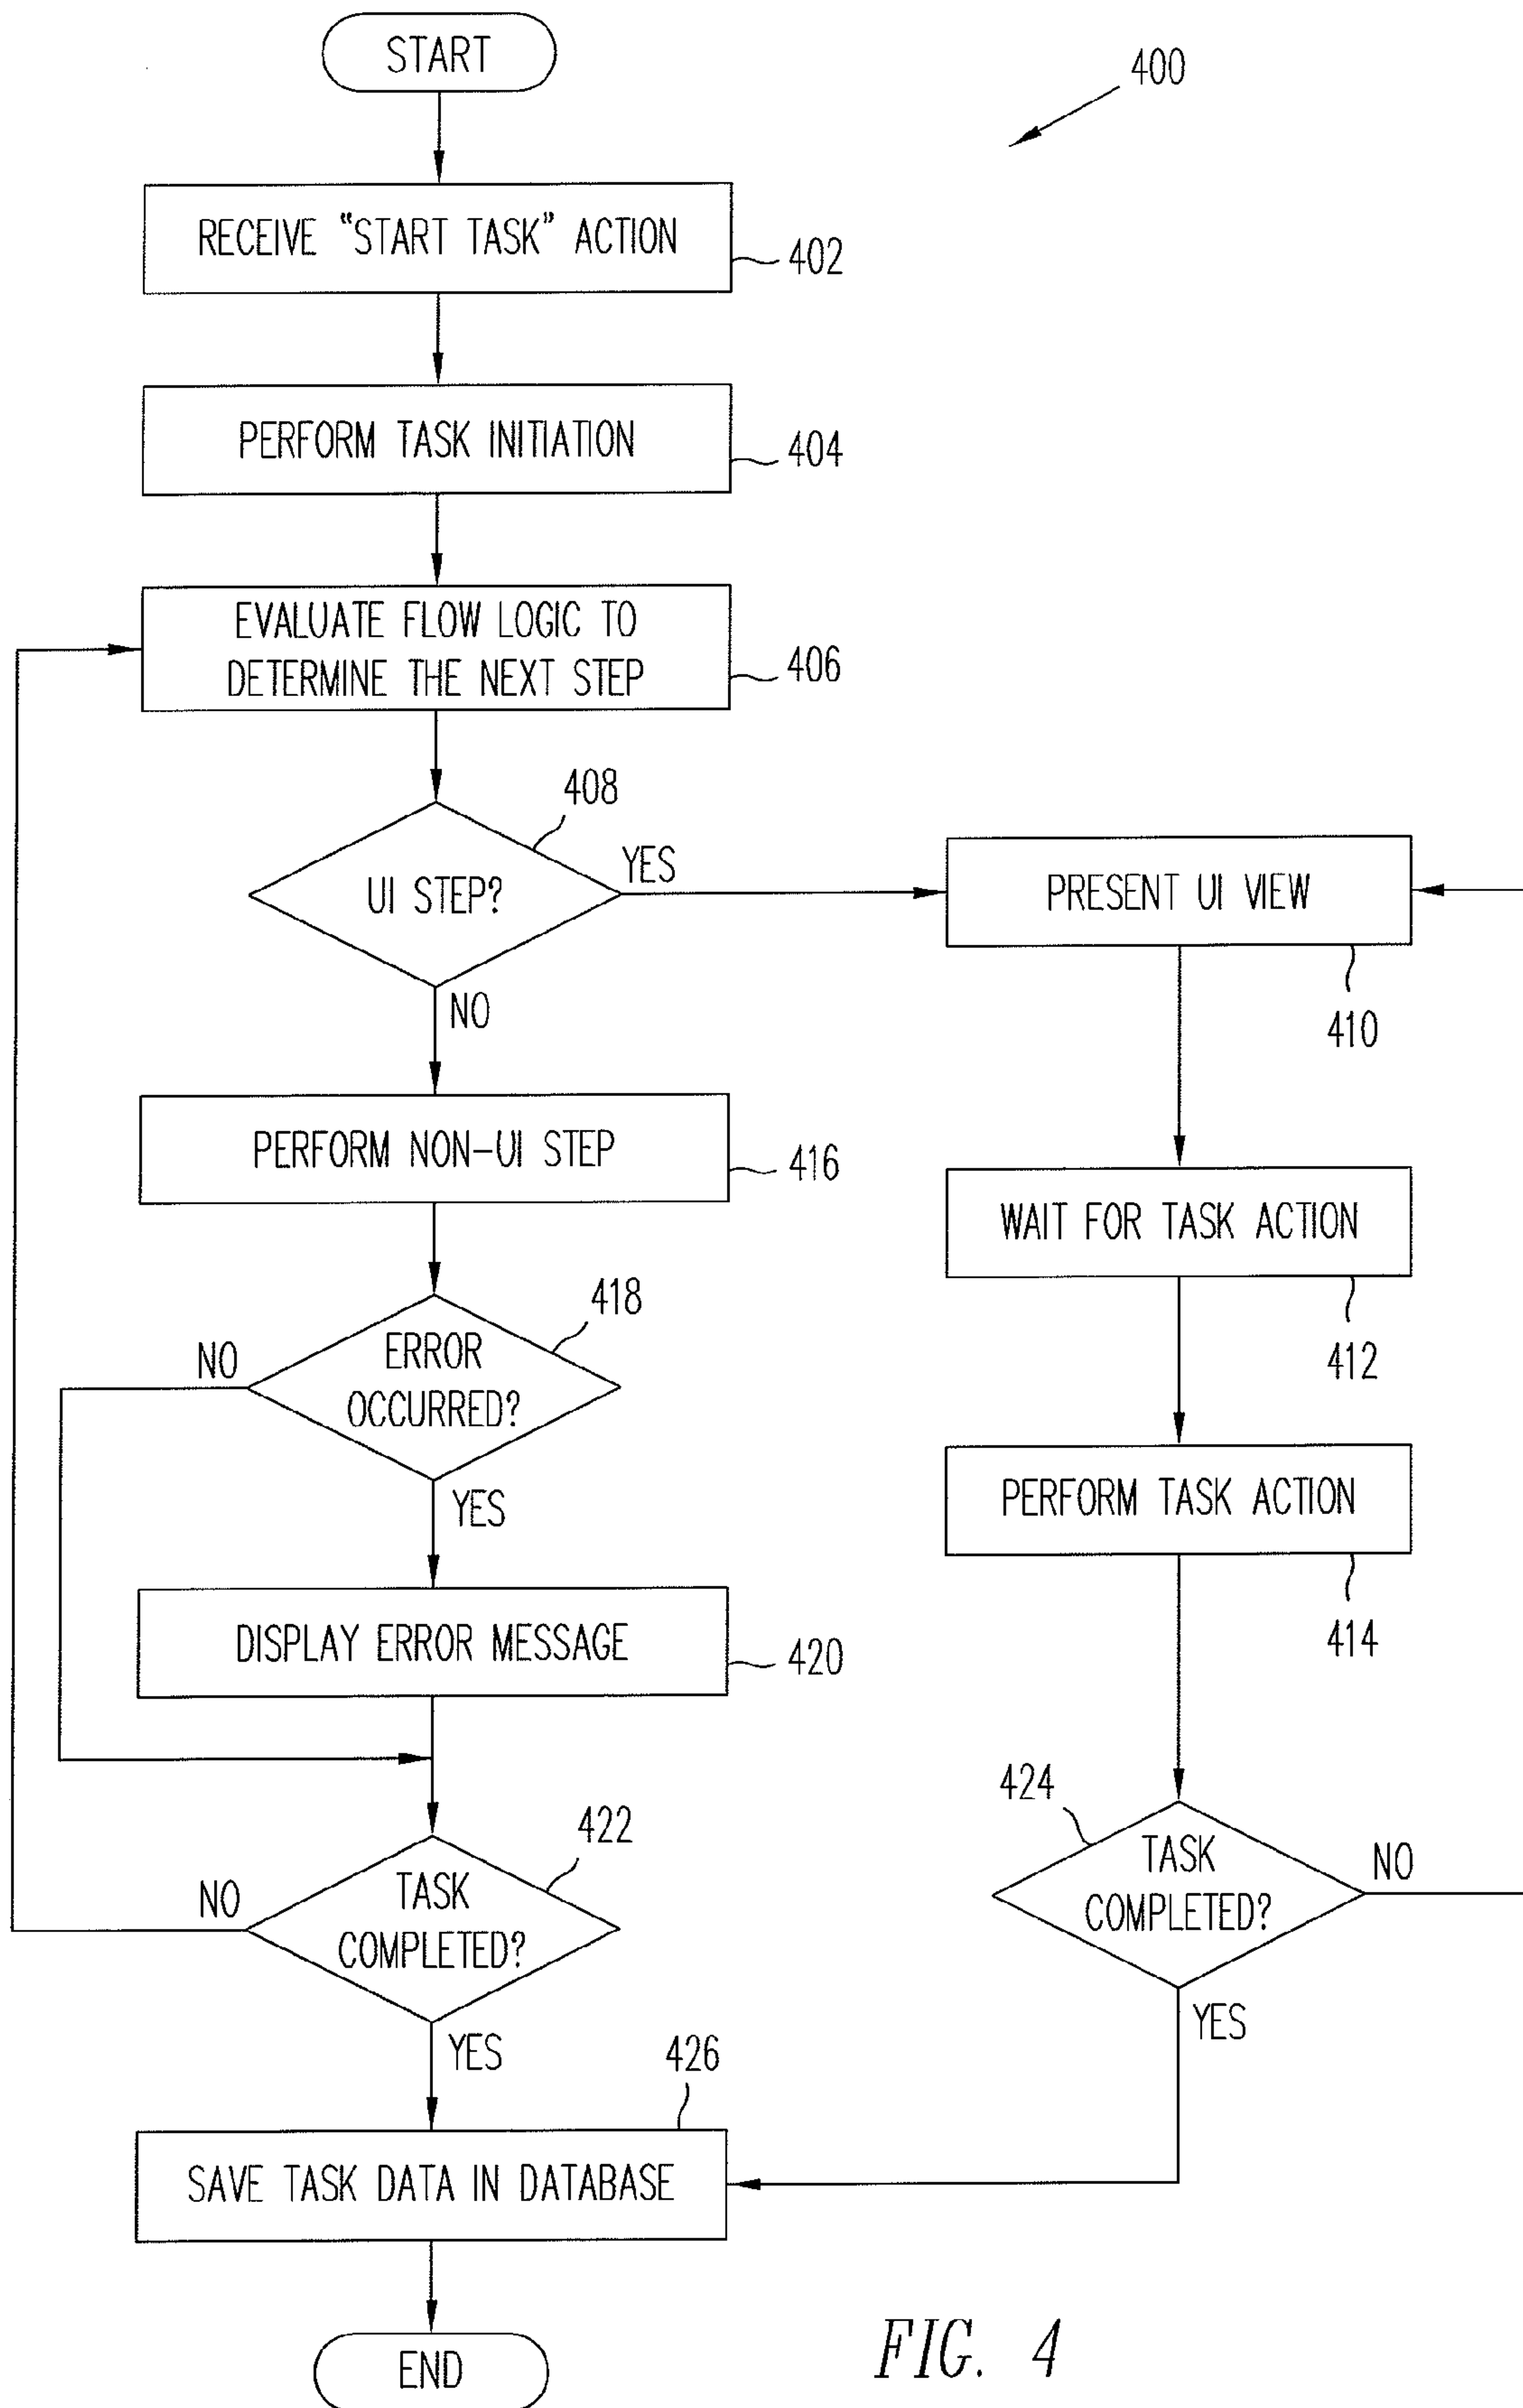 START
400
RECEIVE "START TASK" ACTION
402
PERFORM TASK INITIATION
404
EVALUATE FLOW LOGIC TO
DETERMINE THE NEXT STEP
406
408
UI STEP?
YES
NO
PRESENT UI VIEW
410
PERFORM NON-UI STEP
416
WAIT FOR TASK ACTION
412
418
ERROR
OCCURRED?
NO
YES
PERFORM TASK ACTION
414
DISPLAY ERROR MESSAGE
420
422
TASK
COMPLETED?
NO
YES
424
TASK
COMPLETED?
NO
YES
426
SAVE TASK DATA IN DATABASE
END
FIG. 4